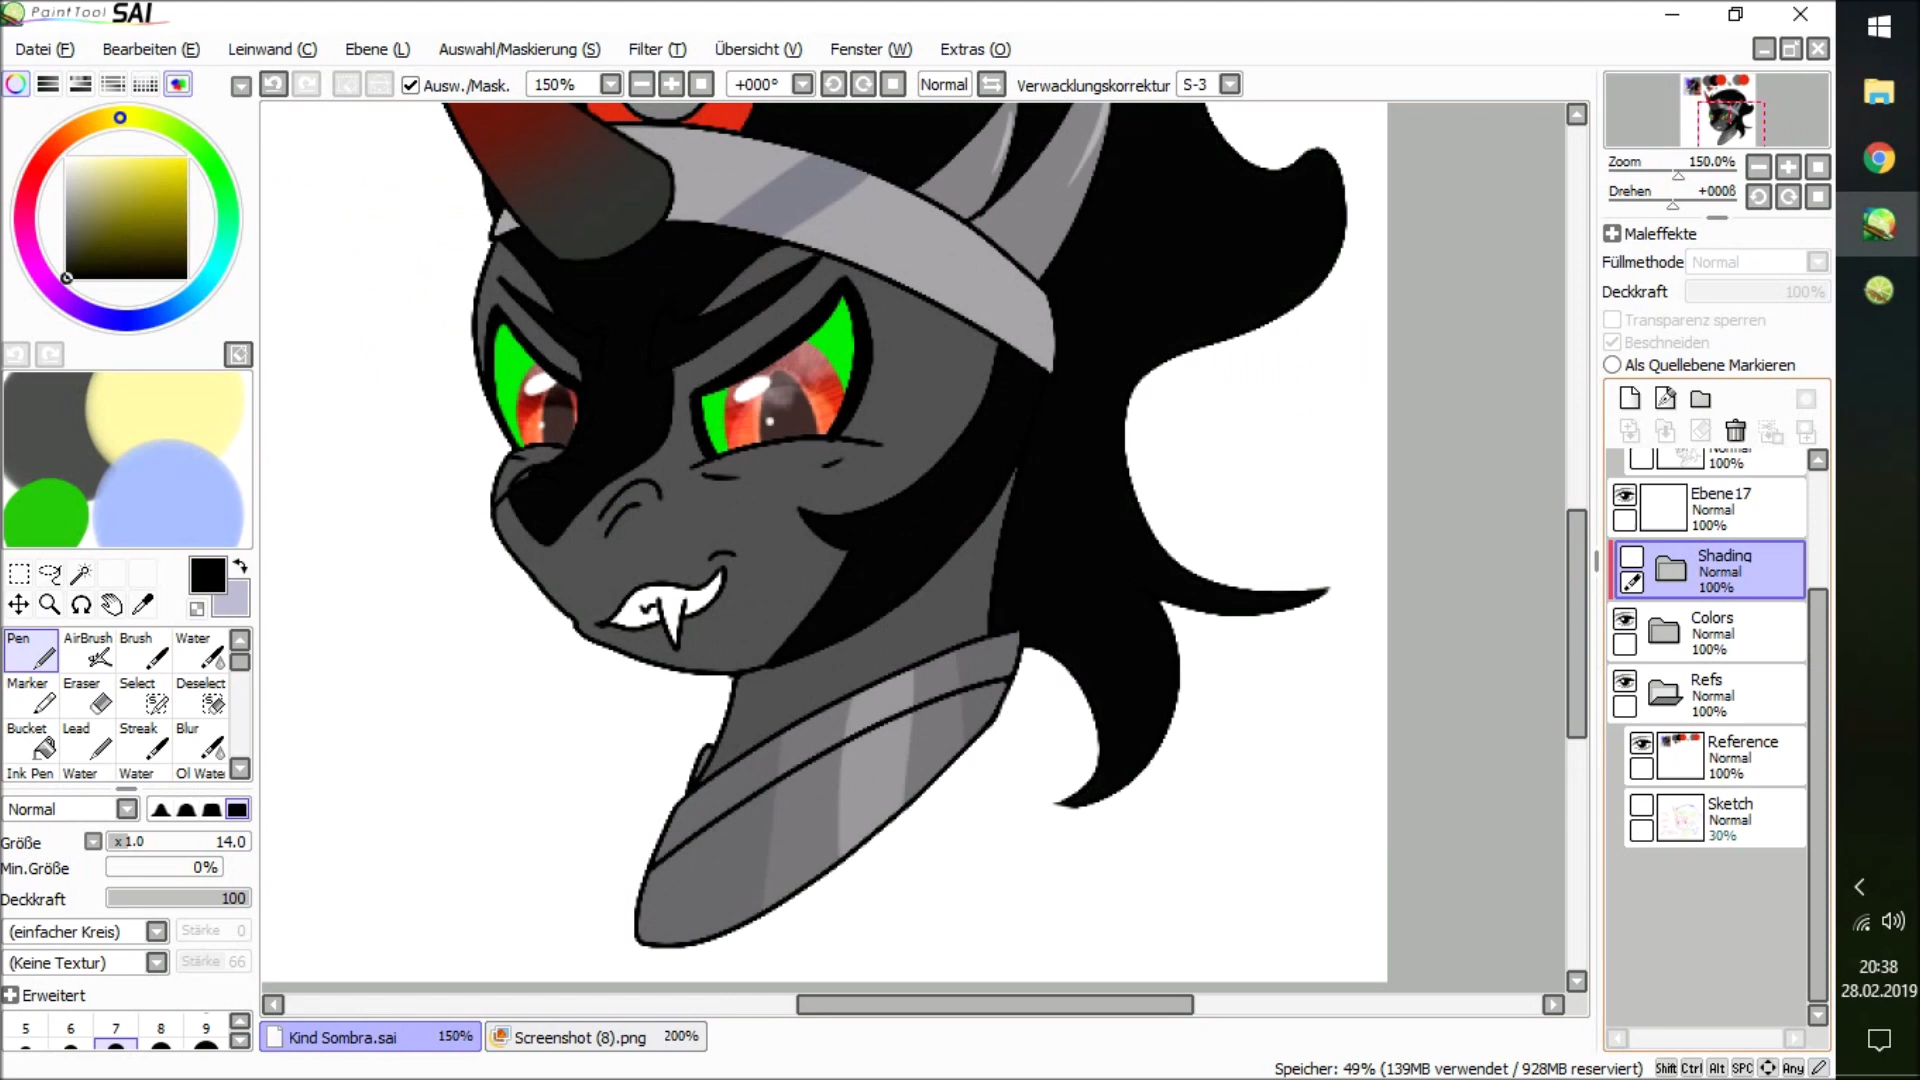 PaintTool SAI
Datei (F) Bearbeiten (E) Leinwand (C) Ebene (L) Auswahl/Maskierung (S) Filter (T) Übersicht (V) Fenster (W) Extras (O)
Ausw./Mask. 150% +000° Normal Verwacklungskorrektur S-3
Zoom 150.0%
Drehen +000ß
Maleffekte
Füllmethode Normal
Deckkraft 100%
Transparenz sperren
Beschneiden
Als Quellebene Markieren
Normal
100%
Ebene17
Normal
100%
Shading
Normal
100%
Colors
Normal
100%
Refs
Normal
100%
Reference
Normal
100%
Sketch
Normal
30%
Pen AirBrush Brush Water
Marker Eraser Select Deselect
Bucket Lead Streak Blur
Ink Pen Water Water Ol Wate
Normal
Größe x1.0 14.0
Min.Größe 0%
Deckkraft 100
(einfacher Kreis) Stärke 0
(Keine Textur) Stärke 66
Erweitert
5 6 7 8 9
Kind Sombra.sai 150% Screenshot (8).png 200%
Speicher: 49% (139MB verwendet / 928MB reserviert) Shift Ctrl Alt SPC Any
20:38
28.02.2019